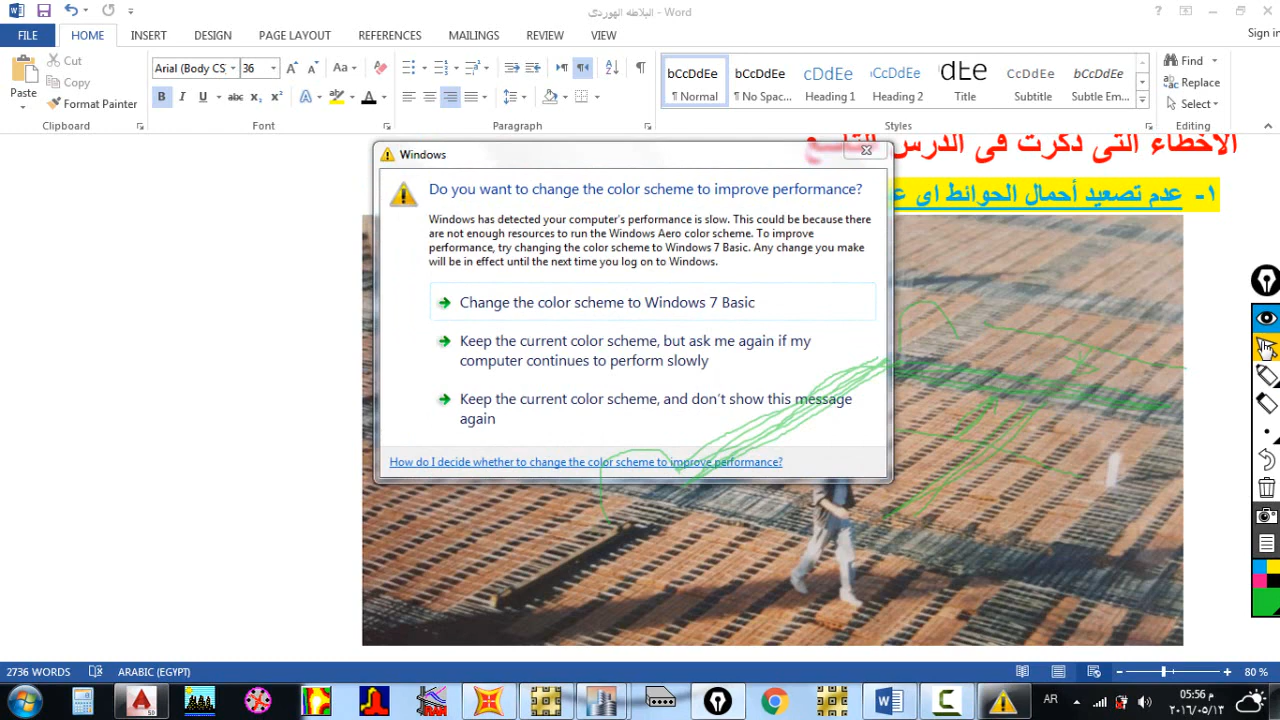 البلاطه الهوردى - Word
Sign in
FILE HOME INSERT DESIGN PAGE LAYOUT REFERENCES MAILINGS REVIEW VIEW
Cut
Copy
Format Painter
Paste
Arial (Body CS 36
Aa
B I U abc x₂ x² A A
bCcDdEe bCcDdEe cDdEe bCcDdEe dEe CcDdEe bCcDdEe
¶ Normal ¶ No Spac... Heading 1 Heading 2 Title Subtitle Subtle Em...
Find
Replace
Select
Clipboard Font Paragraph Styles Editing
الاخطاء التى ذكرت فى الدرس التاسع
١- عدم تصعيد أحمال الحوائط اى
Windows
Do you want to change the color scheme to improve performance?
Windows has detected your computer's performance is slow. This could be because there
are not enough resources to run the Windows Aero color scheme. To improve
performance, try changing the color scheme to Windows 7 Basic. Any change you make
will be in effect until the next time you log on to Windows.
Change the color scheme to Windows 7 Basic
Keep the current color scheme, but ask me again if my
computer continues to perform slowly
Keep the current color scheme, and don't show this message
again
How do I decide whether to change the color scheme to improve performance?
2736 WORDS ARABIC (EGYPT) 80 %
AR
05:56 م
٢٠١٦/٠٥/١٣